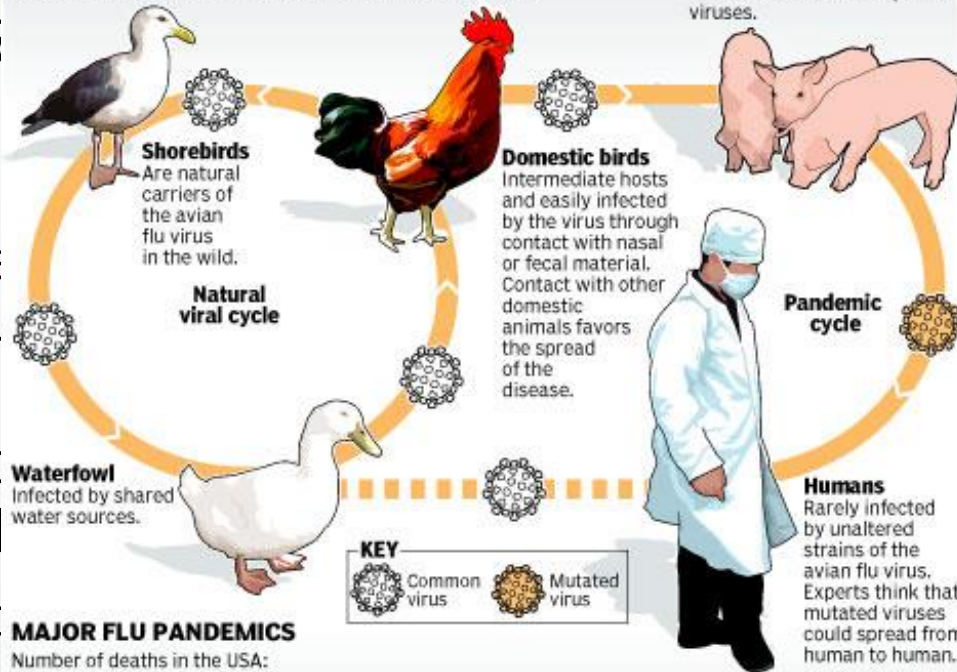 viruses.
Shorebirds
Are natural
carriers of
the avian
flu virus
in the wild.
Natural
viral cycle
Domestic birds
Intermediate hosts
and easily infected
by the virus through
contact with nasal
or fecal material.
Contact with other
domestic
animals favors
the spread
of the
disease.
Pandemic
cycle
Waterfowl
Infected by shared
water sources.
Humans
Rarely infected
by unaltered
strains of the
avian flu virus.
Experts think that
mutated viruses
could spread from
human to human.
KEY
Common
virus
Mutated
virus
MAJOR FLU PANDEMICS
Number of deaths in the USA: